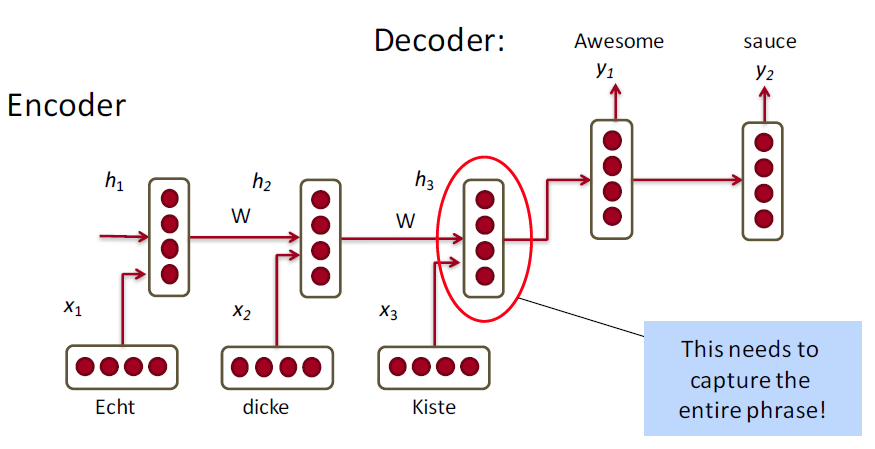 Decoder:
Awesome
sauce
y1
y2
Encoder
h1
h2
h3
W
W
x1
x2
x3
This needs to
capture the
entire phrase!
Echt
dicke
Kiste